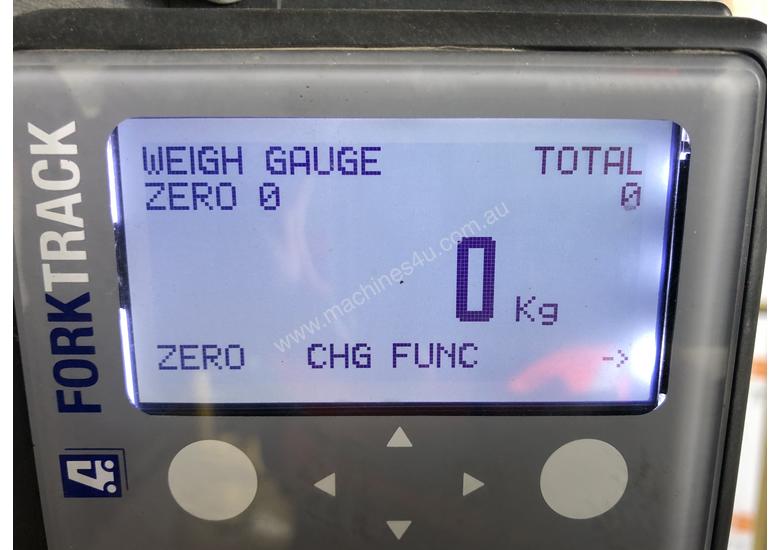 WEIGH GAUGE TOTAL
ZERO 0 0
0 Kg
ZERO CHG FUNC ->
FORKTRACK
www.machines4u.com.au